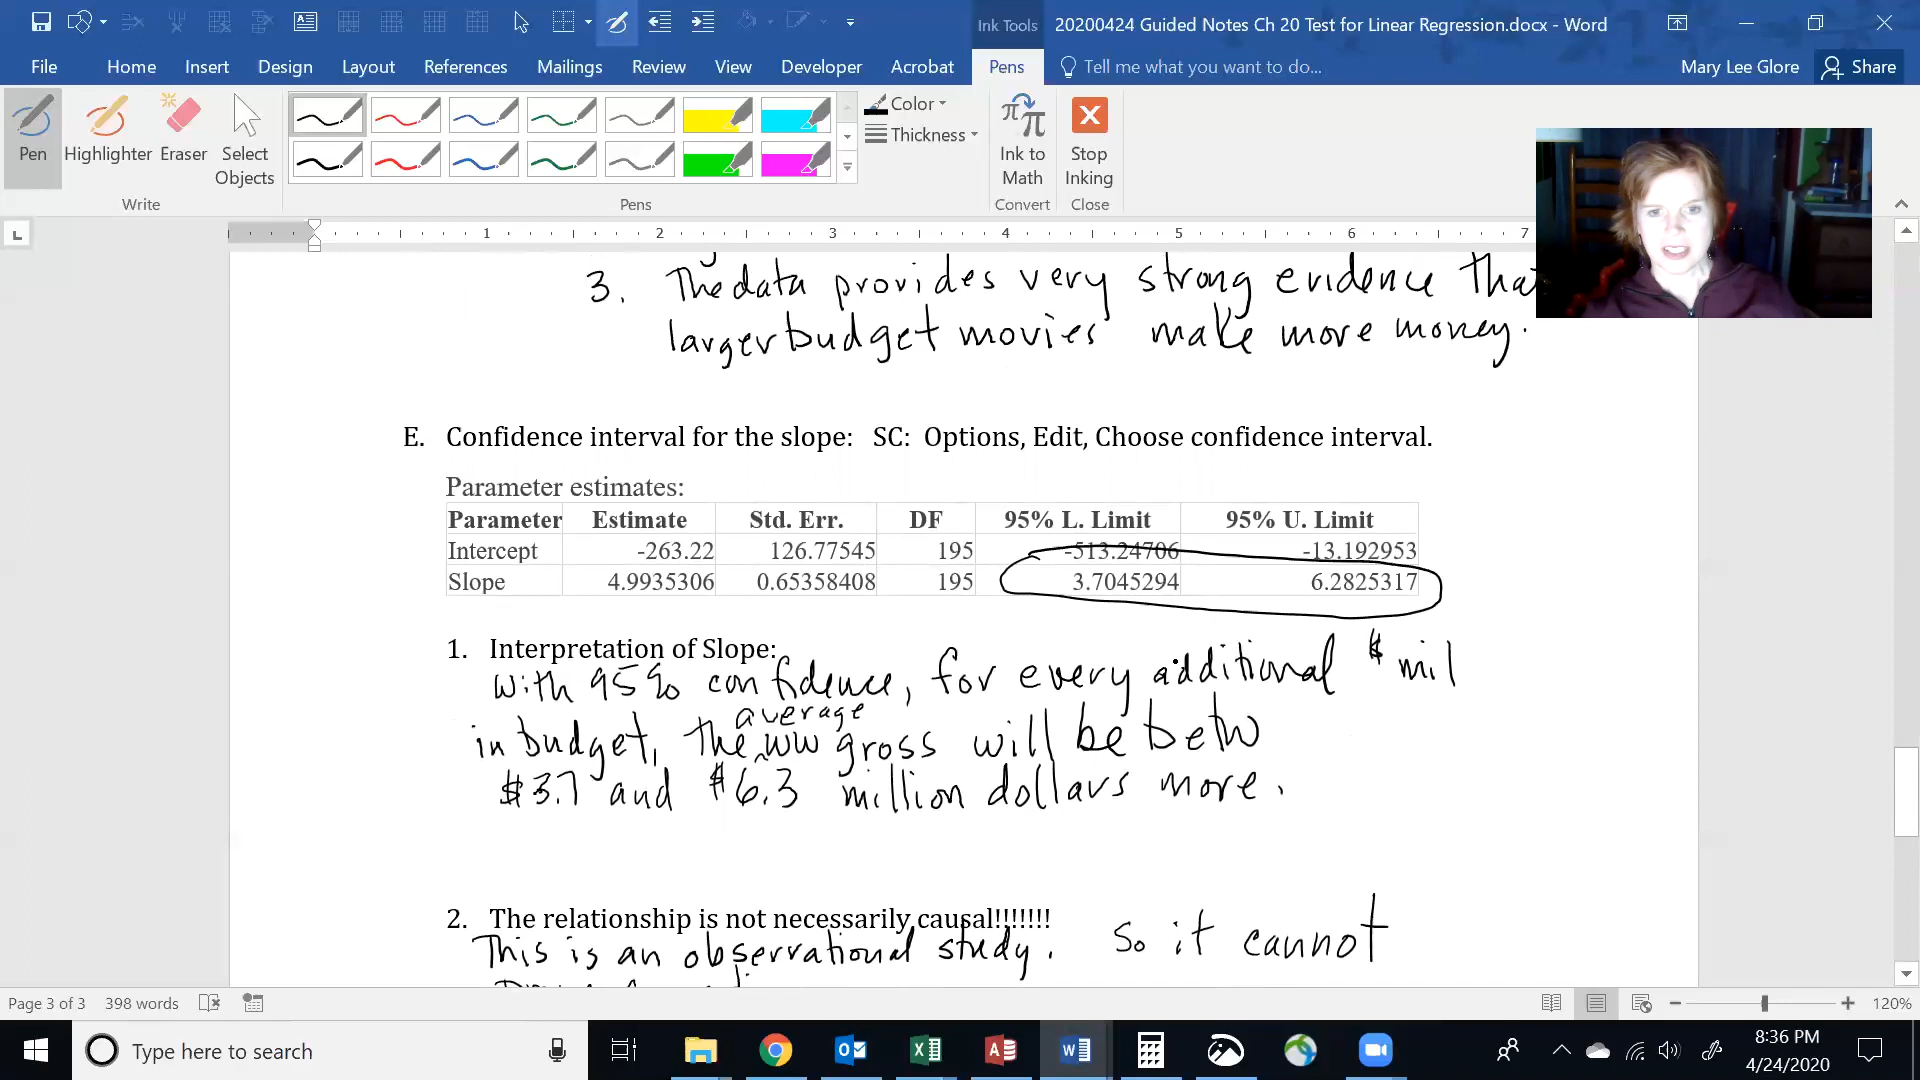 Ink Tools
20200424 Guided Notes Ch 20 Test for Linear Regression.docx - Word
File Home Insert Design Layout References Mailings Review View Developer Acrobat Pens Tell me what you want to do... Mary Lee Glore Share
Pen Highlighter Eraser Select Objects
Color
Thickness
Ink to Math
Stop Inking
Write Pens Convert Close
L 1 2 3 4 5 6 7
3. The data provides very strong evidence that
larger budget movies make more money.
E. Confidence interval for the slope: SC: Options, Edit, Choose confidence interval.
Parameter estimates:
Parameter Estimate Std. Err. DF 95% L. Limit 95% U. Limit
Intercept -263.22 126.77545 195 -513.24706 -13.192953
Slope 4.9935306 0.65358408 195 3.7045294 6.2825317
1. Interpretation of Slope:
With 95% confidence, for every additional $ mil
average
in budget, the ^ ww gross will be betw
$3.7 and $6.3 million dollars more.
2. The relationship is not necessarily causal!!!!!!!
This is an observational study. So it cannot
Page 3 of 3 398 words 120%
Type here to search
8:36 PM
4/24/2020